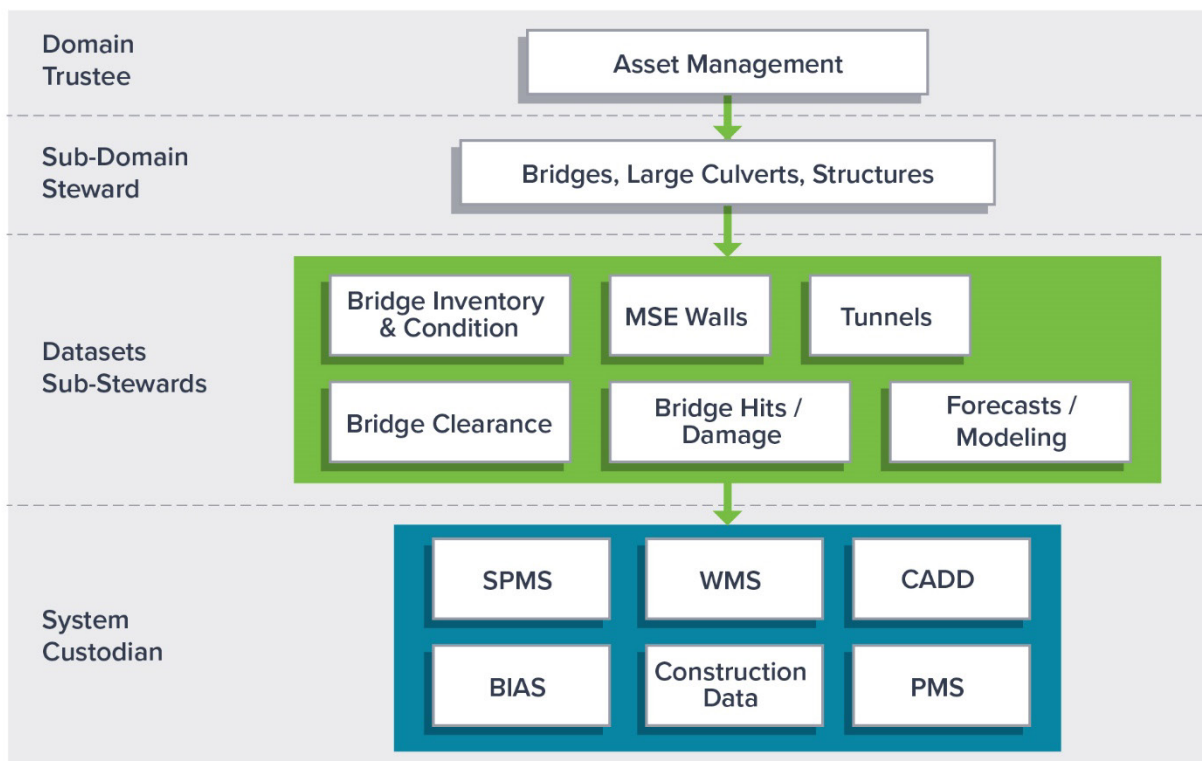 Domain
Trustee
Asset Management
Sub-Domain
Steward
Bridges, Large Culverts, Structures
Datasets
Sub-Stewards
Bridge Inventory
& Condition
MSE Walls
Tunnels
Bridge Clearance
Bridge Hits /
Damage
Forecasts /
Modeling
System
Custodian
SPMS
WMS
CADD
BIAS
Construction
Data
PMS